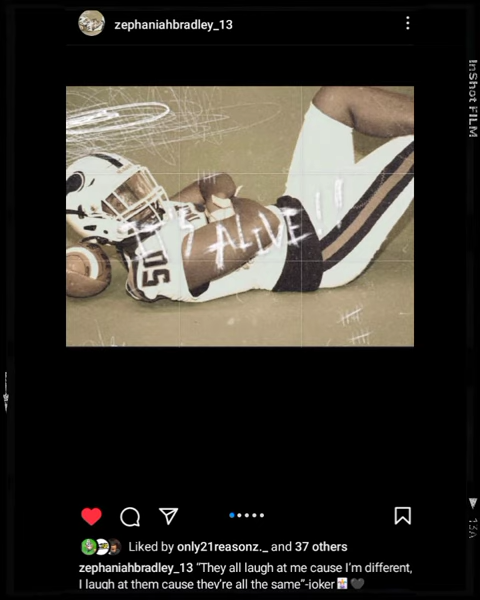 zephaniahbradley_13
ALIVE!!
50
Liked by only21reasonz._ and 37 others
zephaniahbradley_13 “They all laugh at me cause I’m different,
I laugh at them cause they’re all the same”-joker🃏🖤
InShot FILM
13A